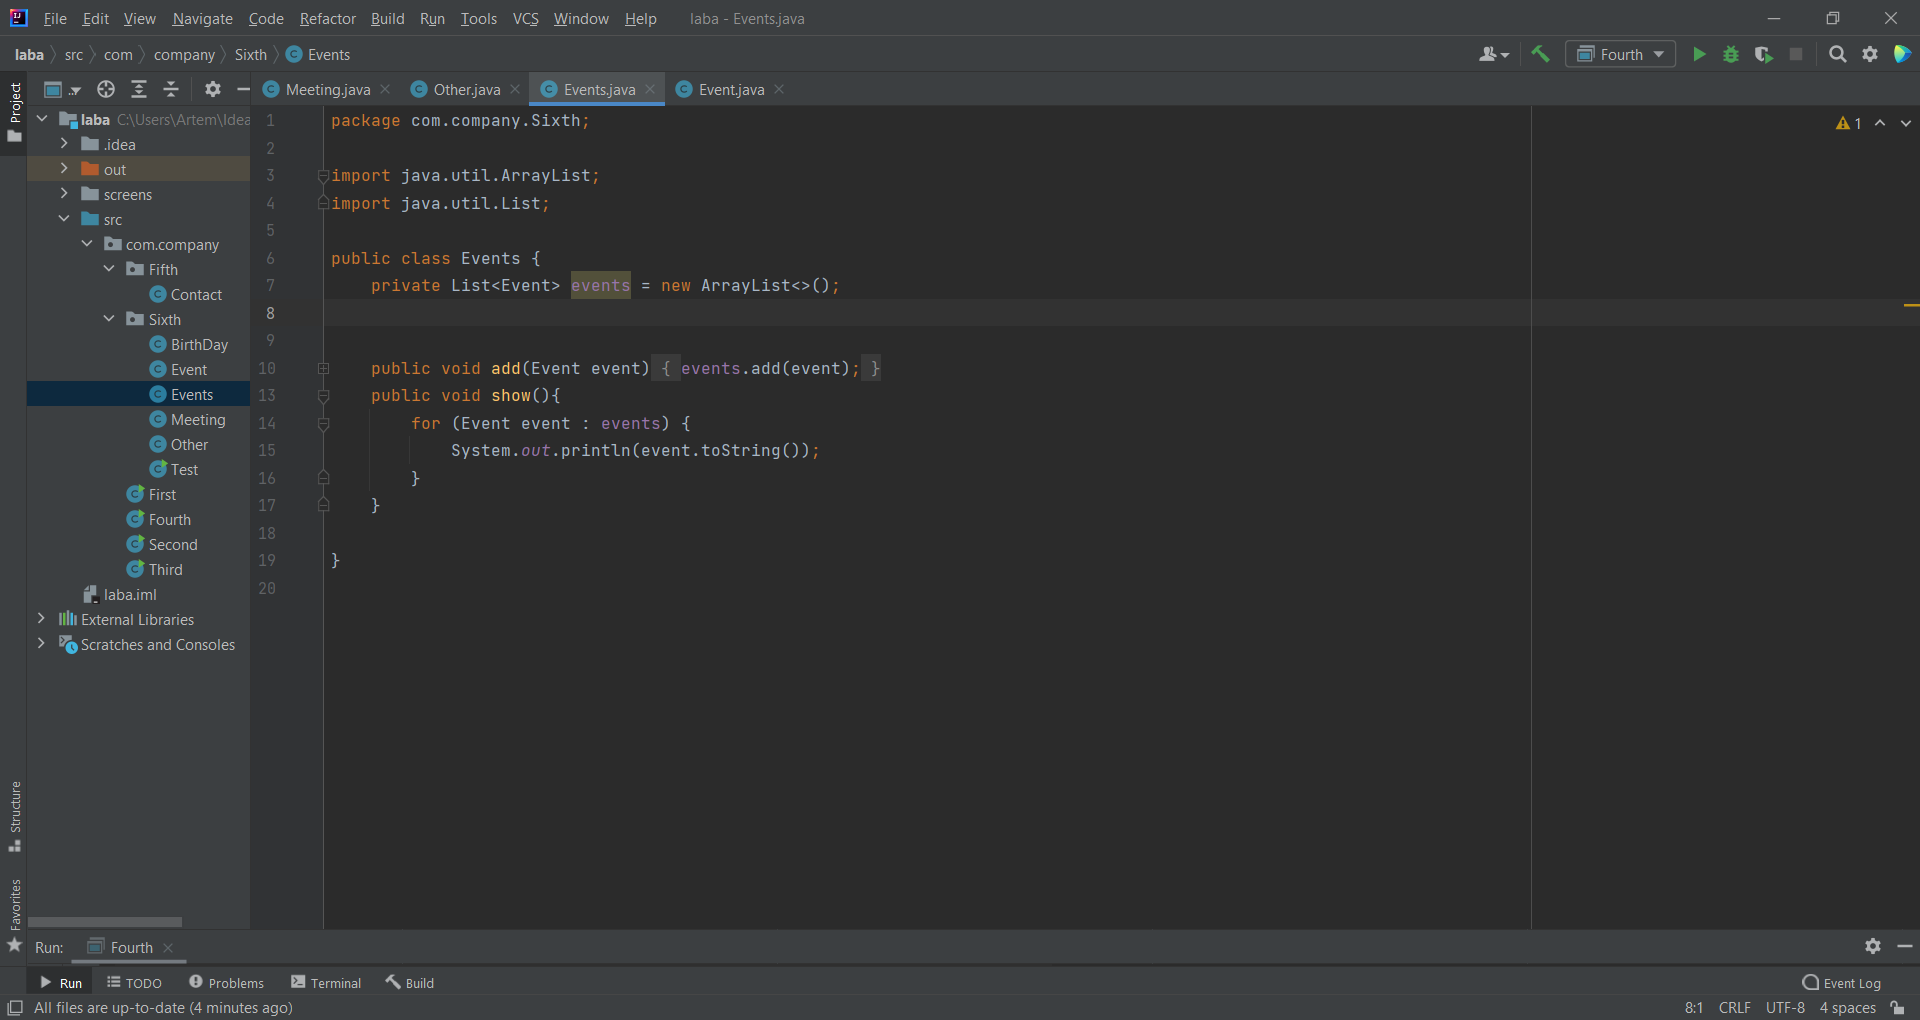 File Edit View Navigate Code Refactor Build Run Tools VCS Window Help laba - Events.java
laba src com company Sixth Events
Fourth
Project
Meeting.java Other.java Events.java Event.java
laba C:\Users\Artem\Idea
.idea
out
screens
src
com.company
Fifth
Contact
Sixth
BirthDay
Event
Events
Meeting
Other
Test
First
Fourth
Second
Third
laba.iml
External Libraries
Scratches and Consoles
1 package com.company.Sixth;
2
3 import java.util.ArrayList;
4 import java.util.List;
5
6 public class Events {
7 private List<Event> events = new ArrayList<>();
8
9
10 public void add(Event event) { events.add(event); }
13 public void show(){
14 for (Event event : events) {
15 System.out.println(event.toString());
16 }
17 }
18
19 }
20
1
Structure
Favorites
Run: Fourth
Run TODO Problems Terminal Build Event Log
All files are up-to-date (4 minutes ago) 8:1 CRLF UTF-8 4 spaces